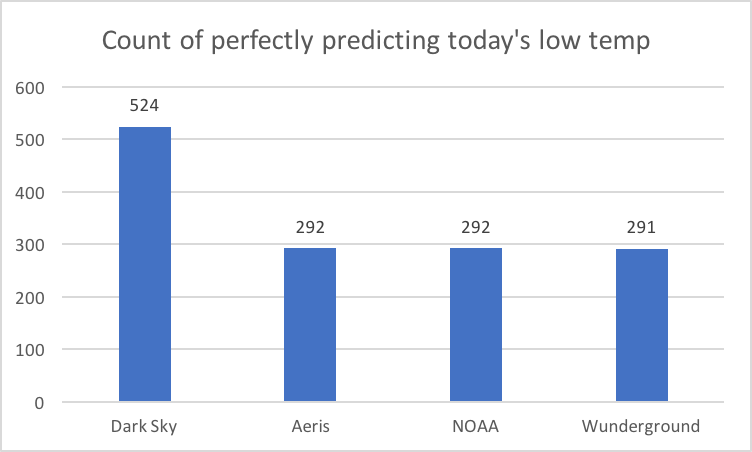 Count of perfectly predicting today's low temp
600
524
500
400
292
292
291
300
200
100
0
Dark Sky
Aeris
NOAA
Wunderground